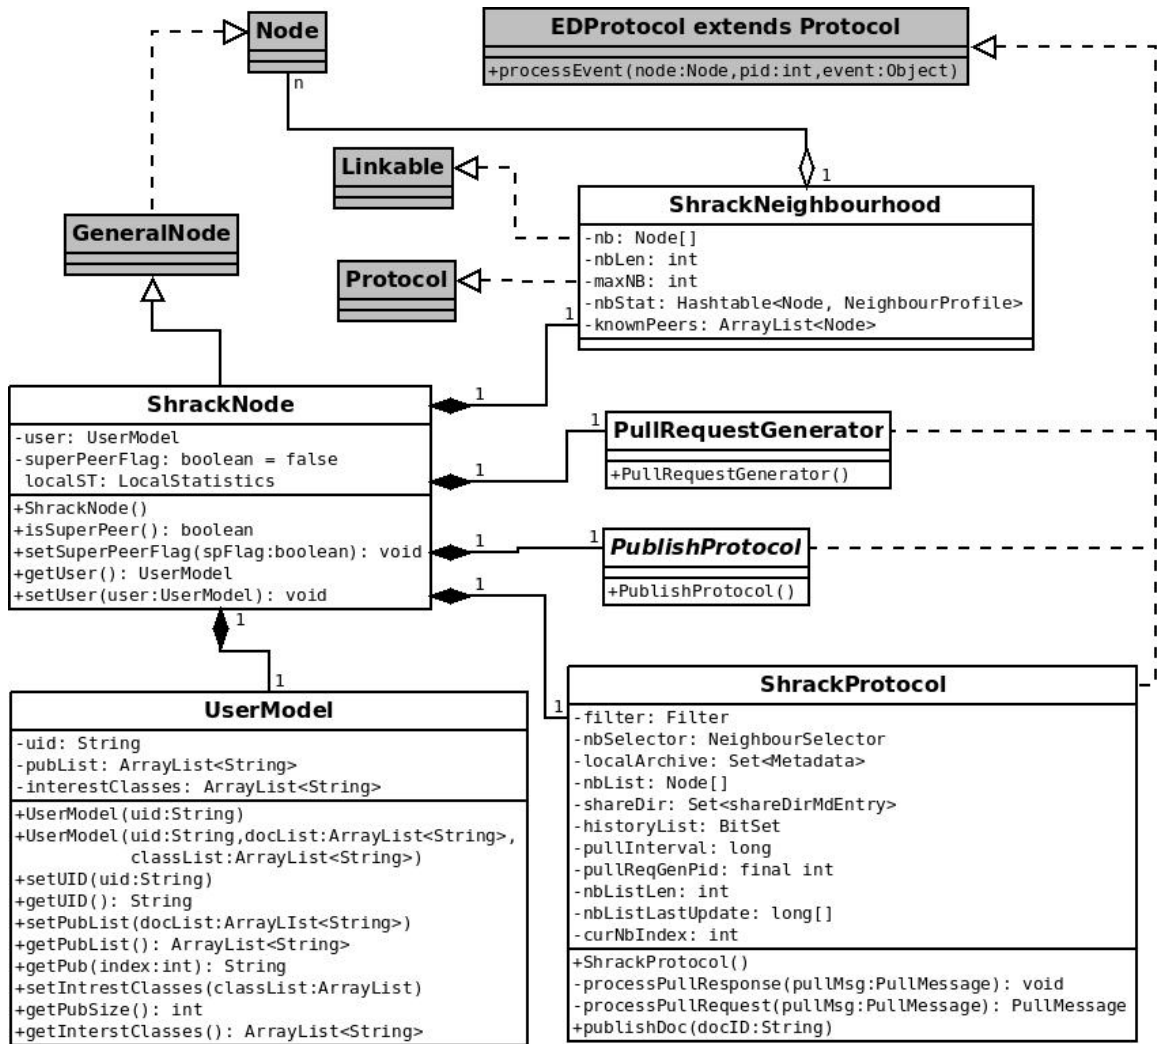 Node
n
EDProtocol extends Protocol
+processEvent(node:Node,pid:int,event:Object)
Linkable
GeneralNode
Protocol
1
ShrackNeighbourhood
-nb: Node[]
-nbLen: int
-maxNB: int
-nbStat: Hashtable<Node, NeighbourProfile>
-knownPeers: ArrayList<Node>
1
ShrackNode
-user: UserModel
-superPeerFlag: boolean = false
localST: LocalStatistics
+ShrackNode()
+isSuperPeer(): boolean
+setSuperPeerFlag(spFlag:boolean): void
+getUser(): UserModel
+setUser(user:UserModel): void
1
1
1
1
1
PullRequestGenerator
+PullRequestGenerator()
1
PublishProtocol
+PublishProtocol()
1
1
UserModel
-uid: String
-pubList: ArrayList<String>
-interestClasses: ArrayList<String>
+UserModel(uid:String)
+UserModel(uid:String,docList:ArrayList<String>,
classList:ArrayList<String>)
+setUID(uid:String)
+getUID(): String
+setPubList(docList:ArrayLIst<String>)
+getPubList(): ArrayList<String>
+getPub(index:int): String
+setIntrestClasses(classList:ArrayList)
+getPubSize(): int
+getInterstClasses(): ArrayList<String>
1
ShrackProtocol
-filter: Filter
-nbSelector: NeighbourSelector
-localArchive: Set<Metadata>
-nbList: Node[]
-shareDir: Set<shareDirMdEntry>
-historyList: BitSet
-pullInterval: long
-pullReqGenPid: final int
-nbListLen: int
-nbListLastUpdate: long[]
-curNbIndex: int
+ShrackProtocol()
-processPullResponse(pullMsg:PullMessage): void
-processPullRequest(pullMsg:PullMessage): PullMessage
+publishDoc(docID:String)